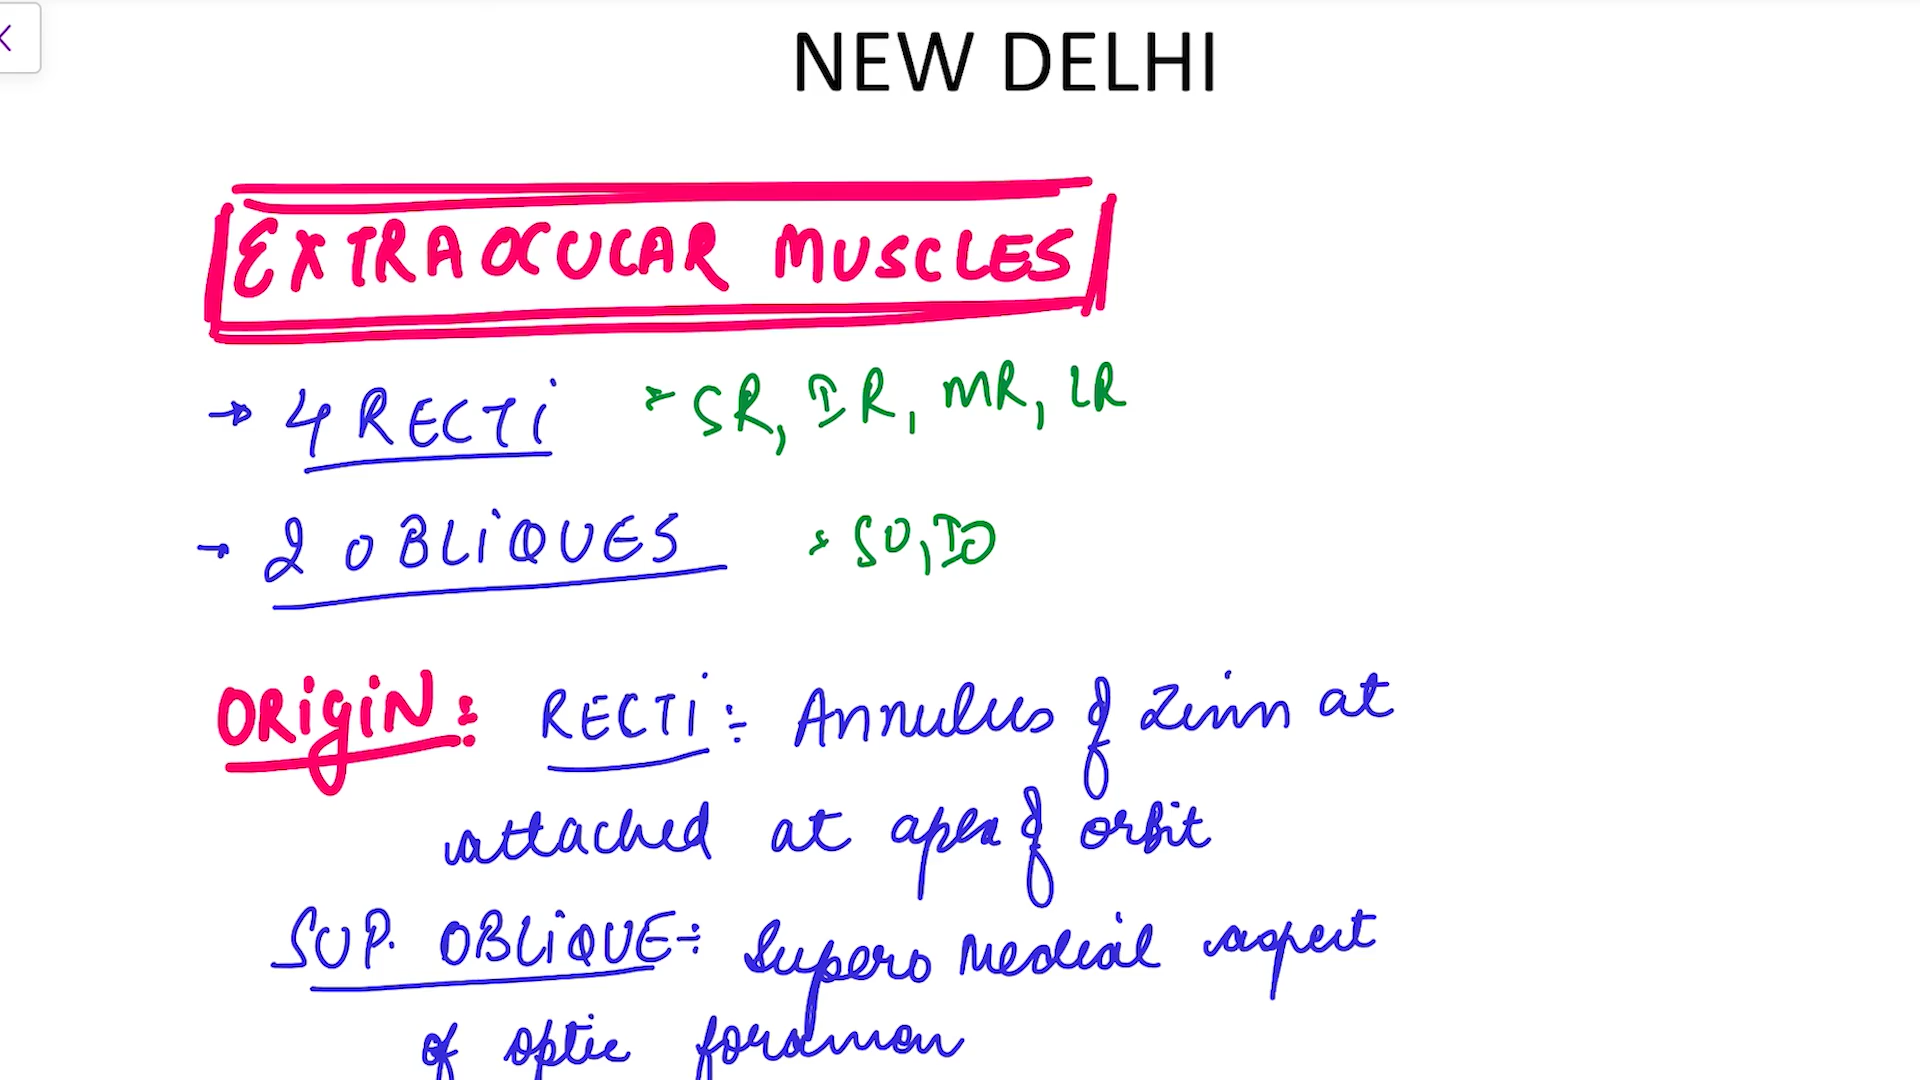 NEW DELHI
EXTRAOCULAR MUSCLES
→ 4 RECTI : SR, IR, MR, LR
→ 2 OBLIQUES : SO, IO
ORIGIN : RECTI :- Annulus of Zinn at
attached at apex of orbit
SUP. OBLIQUE :- Supero Medial aspect
of optic foramen